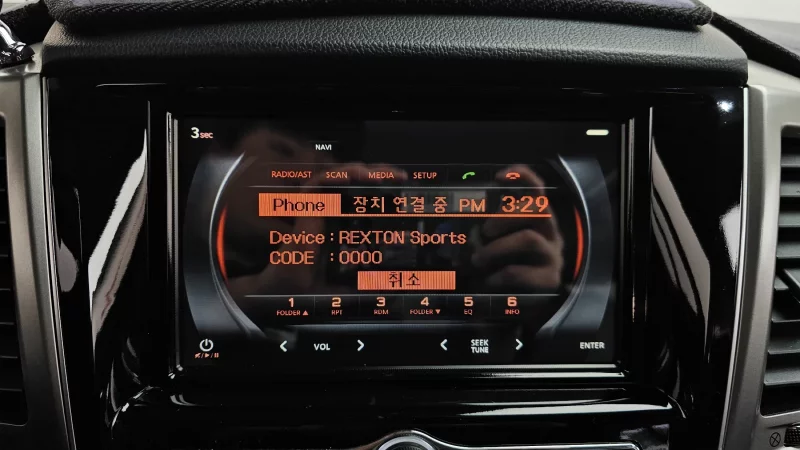 3 SEC
NAVI
RADIO/AST SCAN MEDIA SETUP
Phone 장치 연결 중 PM 3:29
Device : REXTON Sports
CODE : 0000
취소
1 2 3 4 5 6
FOLDER ▲ RPT RDM FOLDER ▼ EQ INFO
< VOL > < SEEK TUNE > ENTER